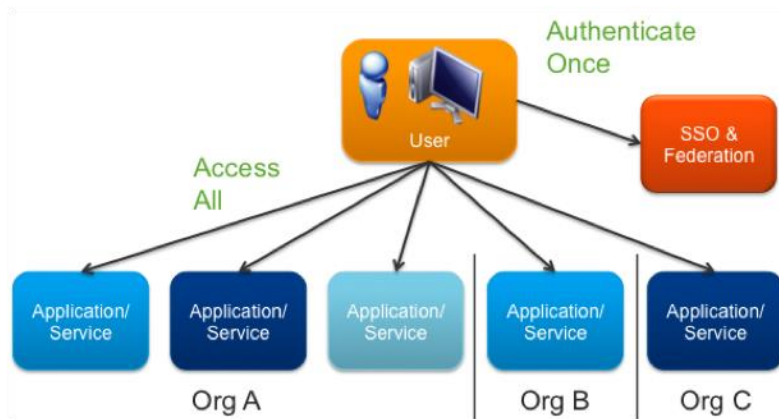 Authenticate
Once
User
SSO &
Federation
Access
All
Application/
Service
Application/
Service
Application/
Service
Application/
Service
Application/
Service
Org A
Org B
Org C